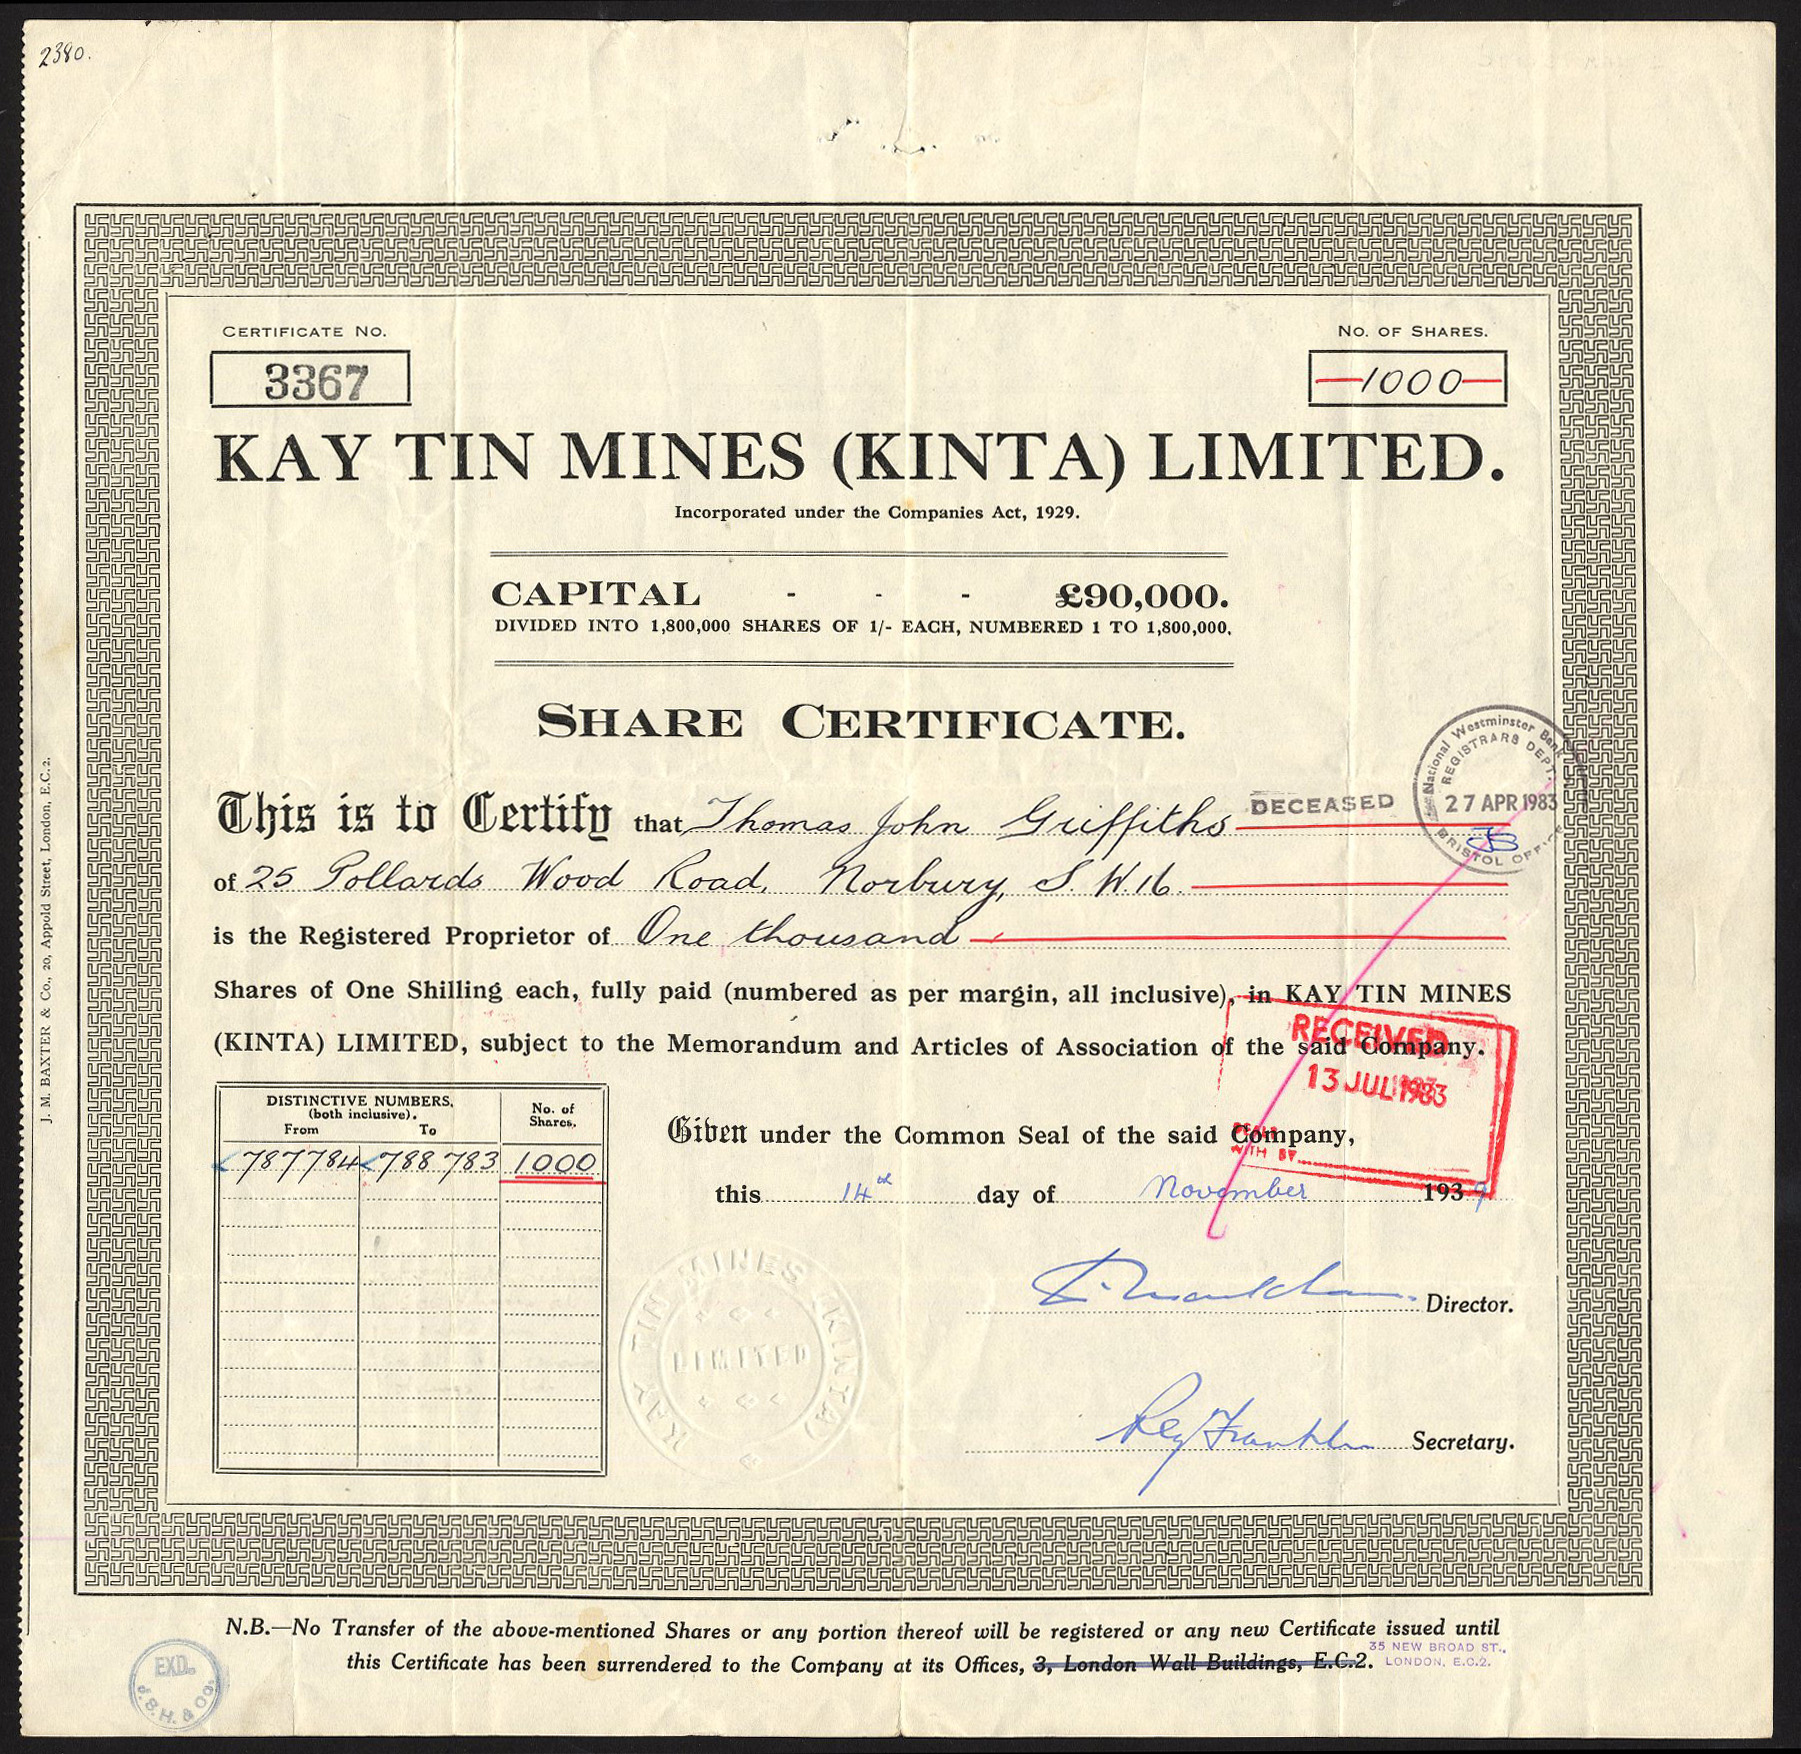 2380.
CERTIFICATE No.
No. OF SHARES.
3367
1000
KAY TIN MINES (KINTA) LIMITED.
Incorporated under the Companies Act, 1929.
CAPITAL - - - £90,000.
DIVIDED INTO 1,800,000 SHARES OF 1/- EACH, NUMBERED 1 TO 1,800,000.
SHARE CERTIFICATE.
National Westminster Bank
REGISTRARS DEPT.
27 APR 1983
BRISTOL OFFICE
This is to Certify that Thomas John Griffiths DECEASED
of 25 Pollards Wood Road, Norbury, S.W.16.
is the Registered Proprietor of One thousand
Shares of One Shilling each, fully paid (numbered as per margin, all inclusive), in KAY TIN MINES
(KINTA) LIMITED, subject to the Memorandum and Articles of Association of the said Company.
RECEIVED
13 JUL 1983
DEALT
WITH BY
DISTINCTIVE NUMBERS,
(both inclusive).
From To
No. of
Shares.
787784 788783 1000
Given under the Common Seal of the said Company,
this 14th day of November 1939
KAY TIN MINES (KINTA)
LIMITED
Director.
Reg Franklin Secretary.
N.B.—No Transfer of the above-mentioned Shares or any portion thereof will be registered or any new Certificate issued until
this Certificate has been surrendered to the Company at its Offices, 3, London Wall Buildings, E.C.2.
35 NEW BROAD ST.,
LONDON, E.C.2.
EXD.
J.S.H. & CO.
J. M. BAXTER & Co., 20, Appold Street, London, E.C.2.